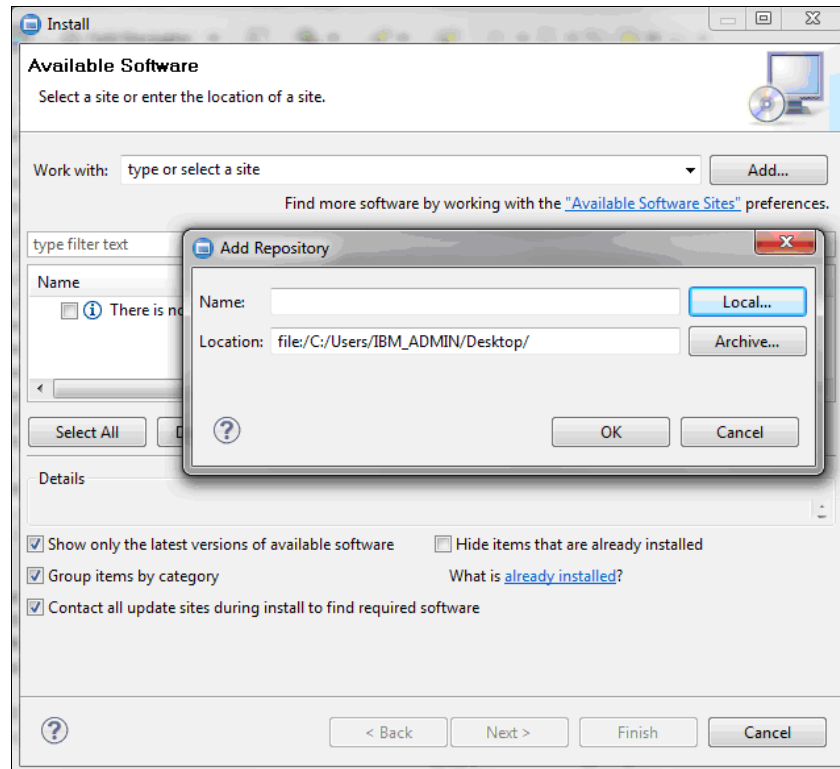 Install
Available Software
Select a site or enter the location of a site.
Work with: type or select a site Add...
Find more software by working with the "Available Software Sites" preferences.
type filter text
Add Repository
Name
There is
Name: Local...
Location: file:/C:/Users/IBM_ADMIN/Desktop/ Archive...
Select All
OK Cancel
Details
Show only the latest versions of available software Hide items that are already installed
Group items by category What is already installed?
Contact all update sites during install to find required software
< Back Next > Finish Cancel